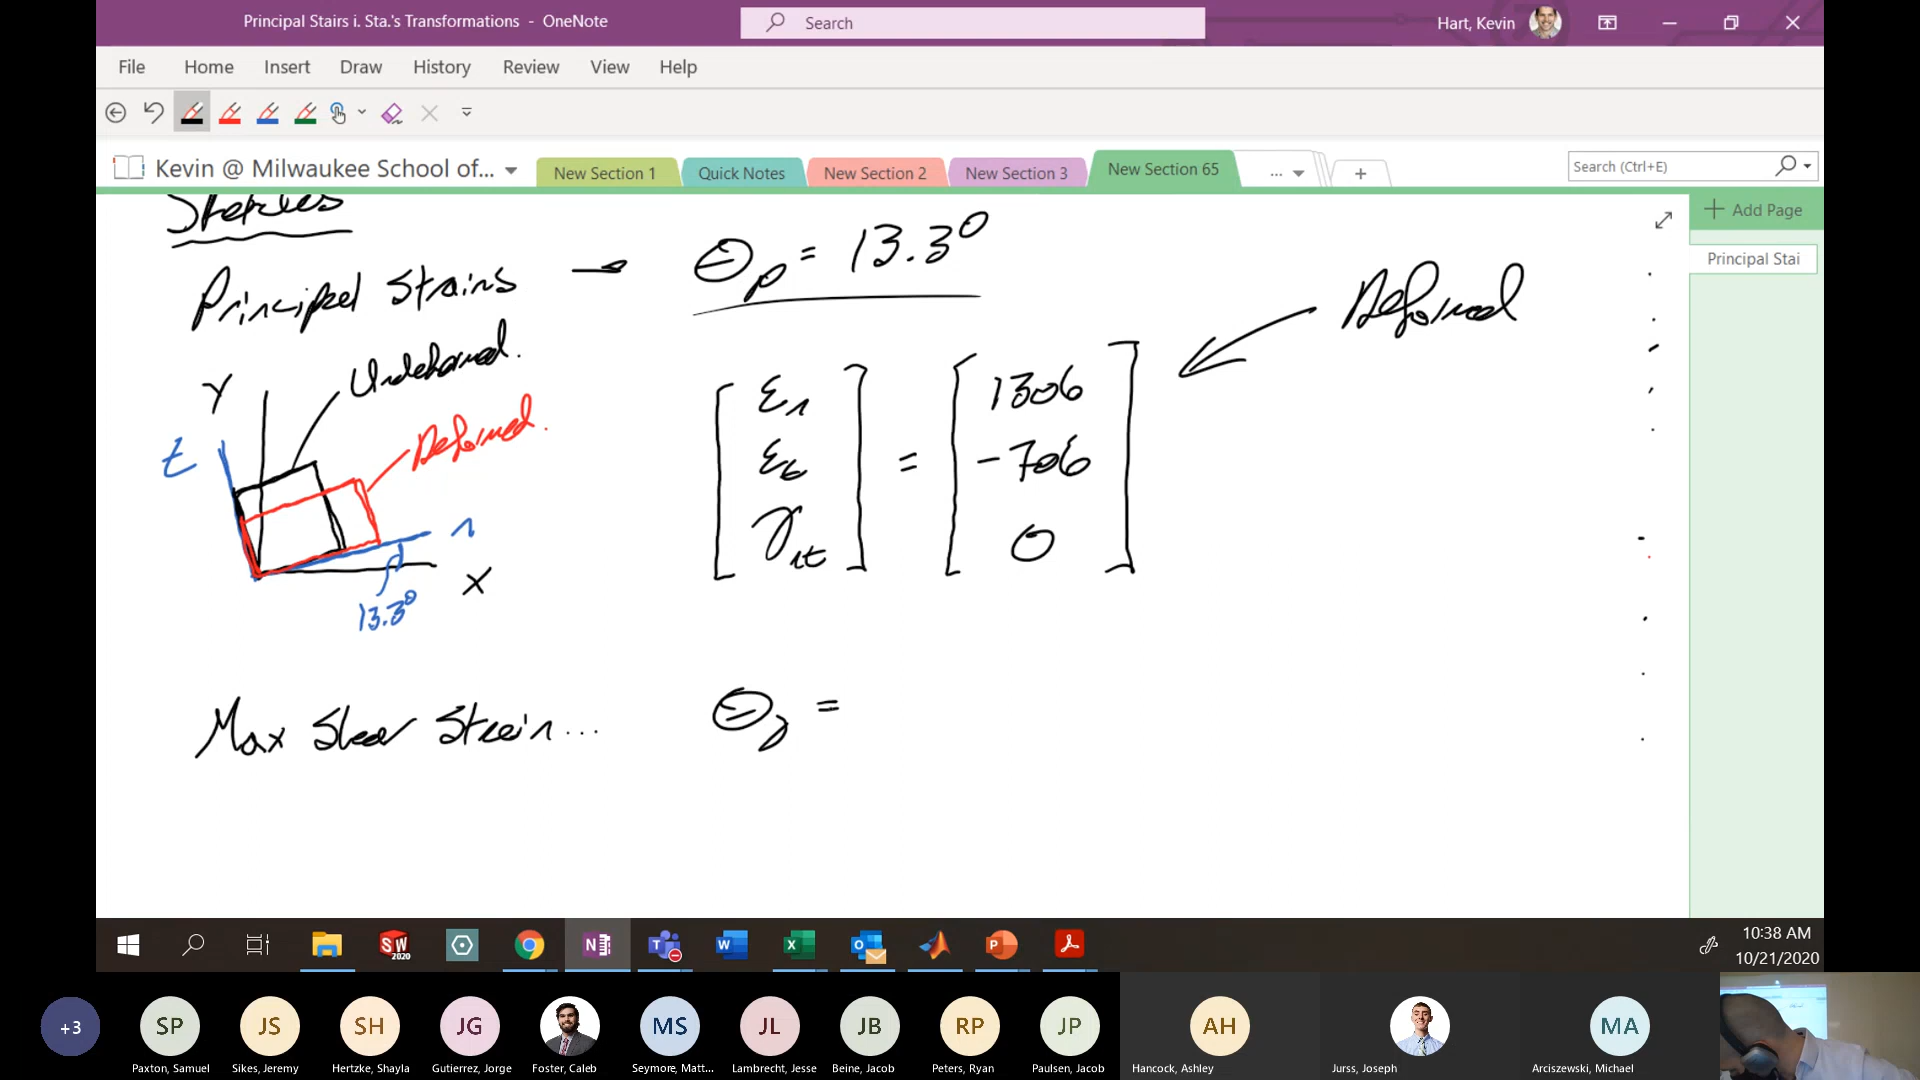 Principal Stairs i. Sta.'s Transformations - OneNote
Search
Hart, Kevin
File Home Insert Draw History Review View Help
Kevin @ Milwaukee School of...
New Section 1
Quick Notes
New Section 2
New Section 3
New Section 65
...
Search (Ctrl+E)
Add Page
Principal Stai
Principal Strains → Θp = 13.3°
Undeformed.
Deformed
Y
t
Deformed.
1
X
13.3°
[ε1 εt γ1t] = [1306 -706 0]
Max Shear Strain... Θγ =
SW 2020
10:38 AM
10/21/2020
+3
SP
JS
SH
JG
MS
JL
JB
RP
JP
AH
MA
Paxton, Samuel
Sikes, Jeremy
Hertzke, Shayla
Gutierrez, Jorge
Foster, Caleb
Seymore, Matt...
Lambrecht, Jesse
Beine, Jacob
Peters, Ryan
Paulsen, Jacob
Hancock, Ashley
Jurss, Joseph
Arciszewski, Michael